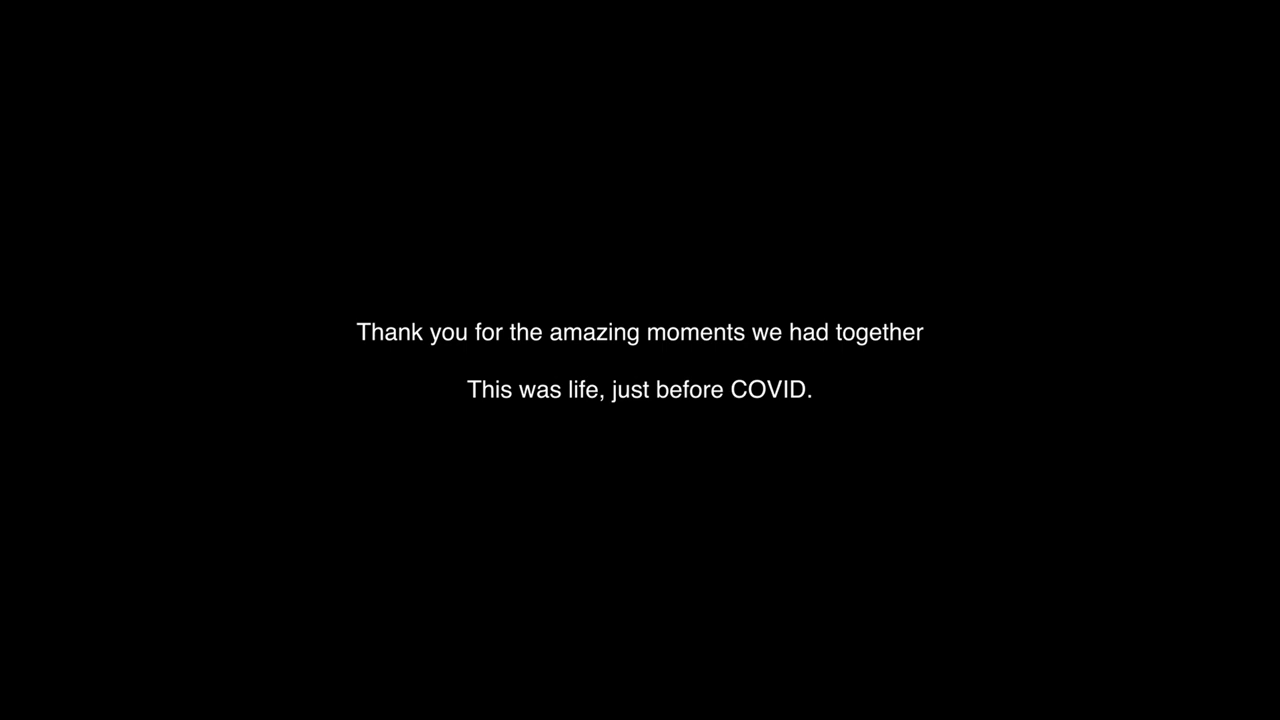 Thank you for the amazing moments we had together
This was life, just before COVID.